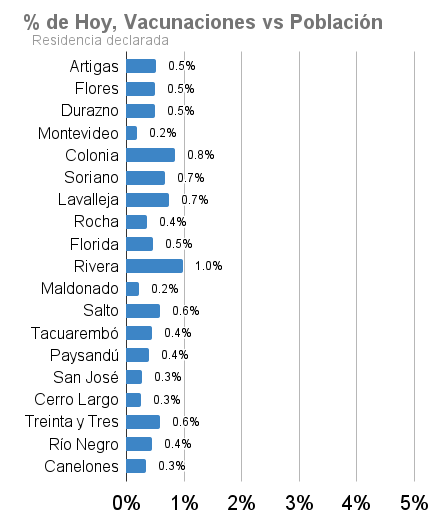 % de Hoy, Vacunaciones vs Población
Residencia declarada
Artigas 0.5%
Flores 0.5%
Durazno 0.5%
Montevideo 0.2%
Colonia 0.8%
Soriano 0.7%
Lavalleja 0.7%
Rocha 0.4%
Florida 0.5%
Rivera 1.0%
Maldonado 0.2%
Salto 0.6%
Tacuarembó 0.4%
Paysandú 0.4%
San José 0.3%
Cerro Largo 0.3%
Treinta y Tres 0.6%
Río Negro 0.4%
Canelones 0.3%
0% 1% 2% 3% 4% 5%